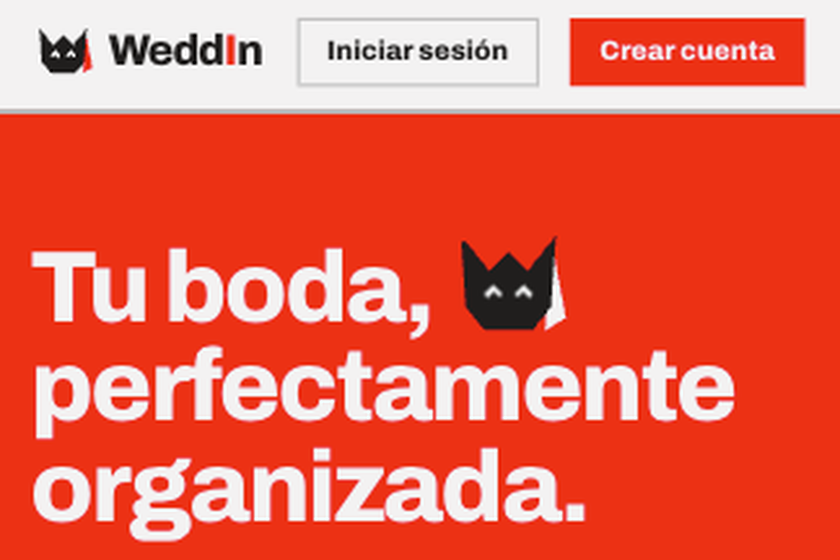 WeddIn
Iniciar sesión
Crear cuenta
Tu boda,
perfectamente
organizada.